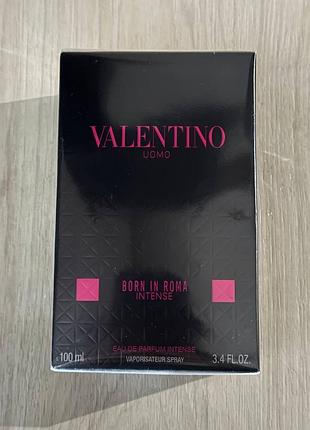 VALENTINO
UOMO
BORN IN ROMA
INTENSE
EAU DE PARFUM INTENSE
100 ml VAPORISATEUR SPRAY 3.4 FL.OZ.